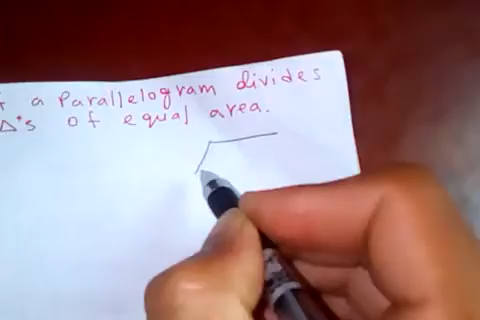 a Parallelogram divides
Δ's of equal area.